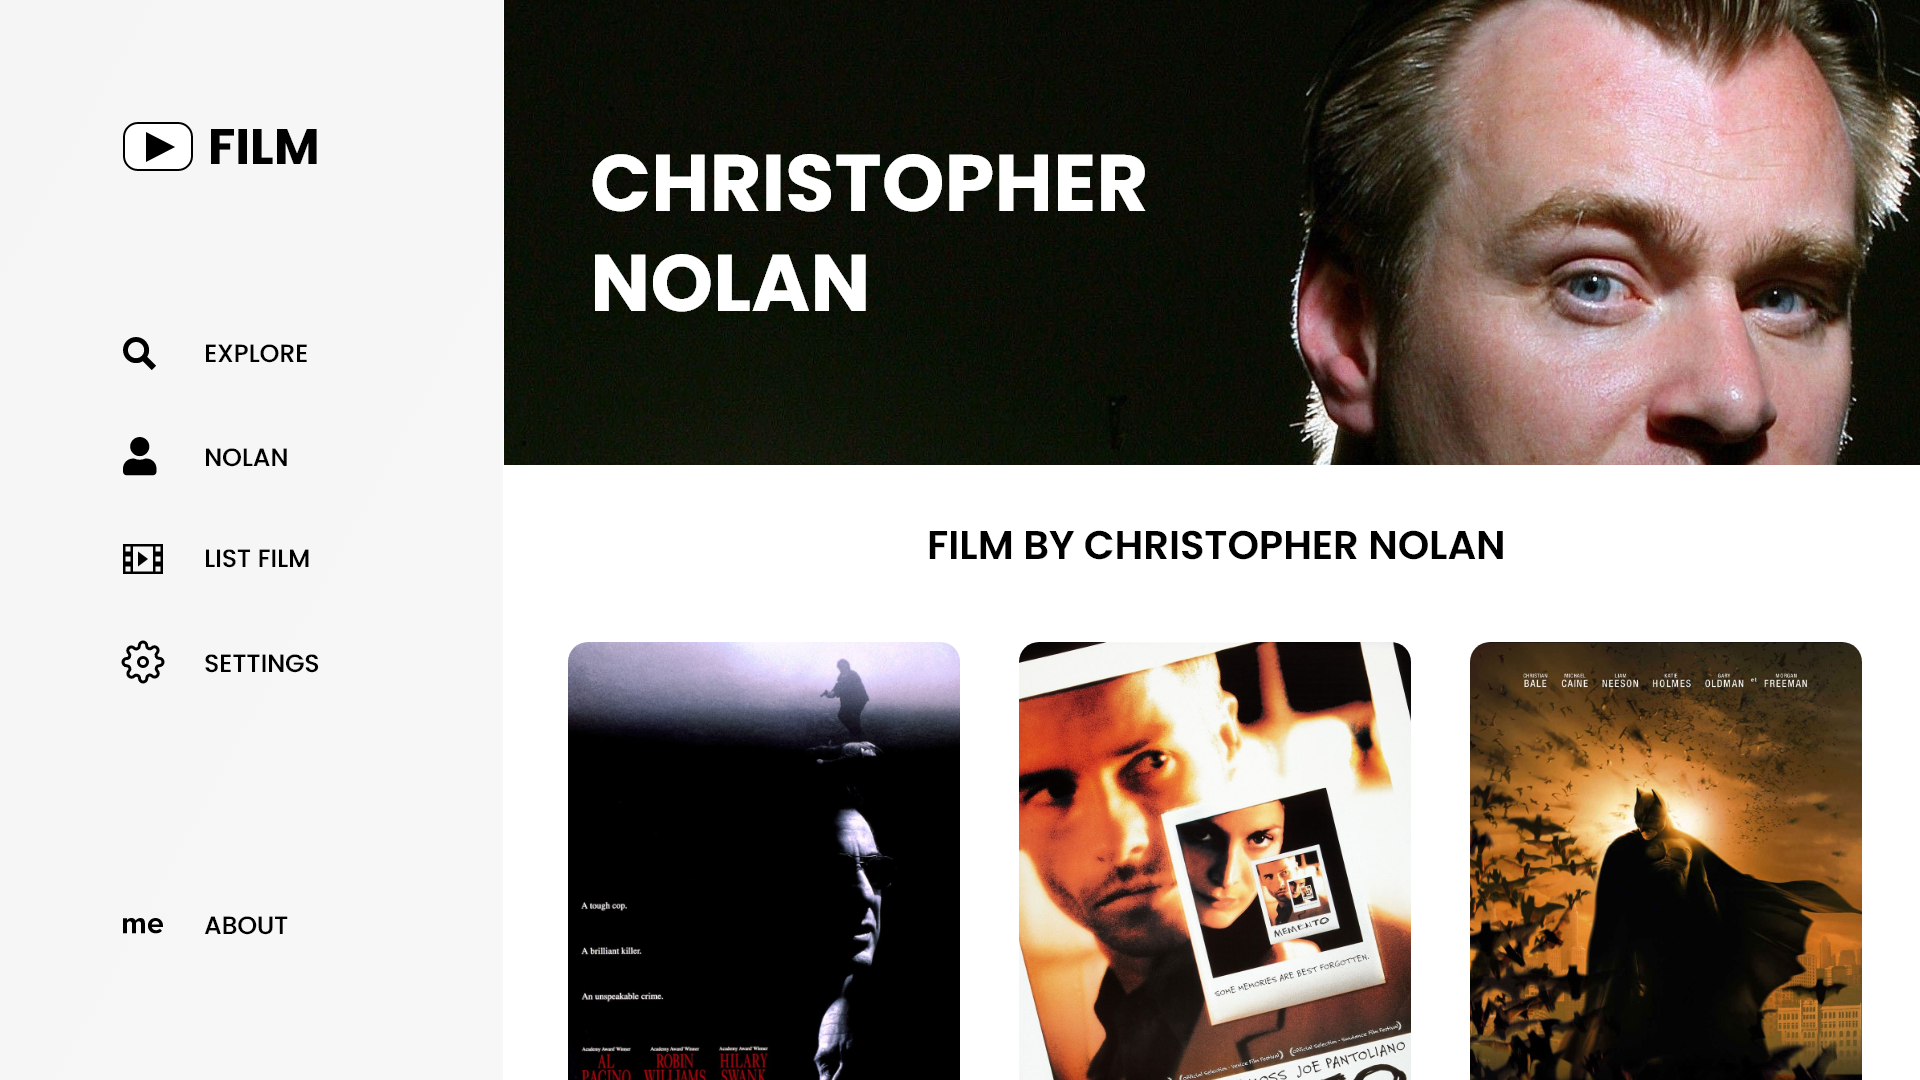 FILM
EXPLORE
NOLAN
LIST FILM
SETTINGS
me ABOUT
CHRISTOPHER
NOLAN
FILM BY CHRISTOPHER NOLAN
A tough cop.
A brilliant killer.
An unspeakable crime.
Academy Award Winner Academy Award Winner Academy Award Winner
AL ROBIN HILARY
PACINO WILLIAMS SWANK
MEMENTO
SOME MEMORIES ARE BEST FORGOTTEN.
JOE PANTOLIANO
CHRISTIAN MICHAEL LIAM KATIE GARY MORGAN
BALE CAINE NEESON HOLMES OLDMAN et FREEMAN